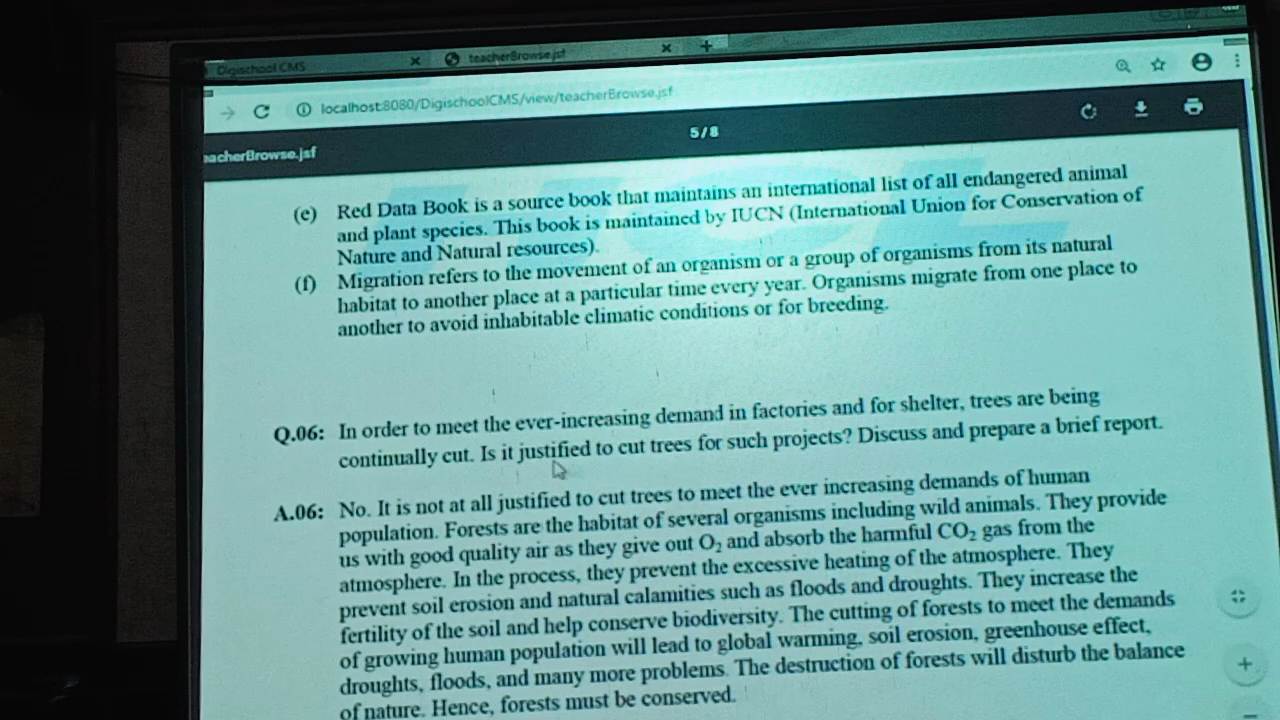 Digischool CMS
teacherBrowse.jsf
localhost:8080/DigischoolCMS/view/teacherBrowse.jsf
eacherBrowse.jsf
5/8
(e) Red Data Book is a source book that maintains an international list of all endangered animal
and plant species. This book is maintained by IUCN (International Union for Conservation of
Nature and Natural resources).
(f) Migration refers to the movement of an organism or a group of organisms from its natural
habitat to another place at a particular time every year. Organisms migrate from one place to
another to avoid inhabitable climatic conditions or for breeding.
Q.06: In order to meet the ever-increasing demand in factories and for shelter, trees are being
continually cut. Is it justified to cut trees for such projects? Discuss and prepare a brief report.
A.06: No. It is not at all justified to cut trees to meet the ever increasing demands of human
population. Forests are the habitat of several organisms including wild animals. They provide
us with good quality air as they give out O₂ and absorb the harmful CO₂ gas from the
atmosphere. In the process, they prevent the excessive heating of the atmosphere. They
prevent soil erosion and natural calamities such as floods and droughts. They increase the
fertility of the soil and help conserve biodiversity. The cutting of forests to meet the demands
of growing human population will lead to global warming, soil erosion, greenhouse effect,
droughts, floods, and many more problems. The destruction of forests will disturb the balance
of nature. Hence, forests must be conserved.